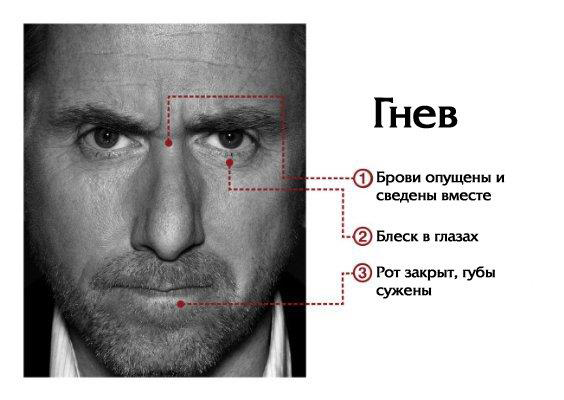 Гнев
1 Брови опущены и
сведены вместе
2 Блеск в глазах
3 Рот закрыт, губы
сужены